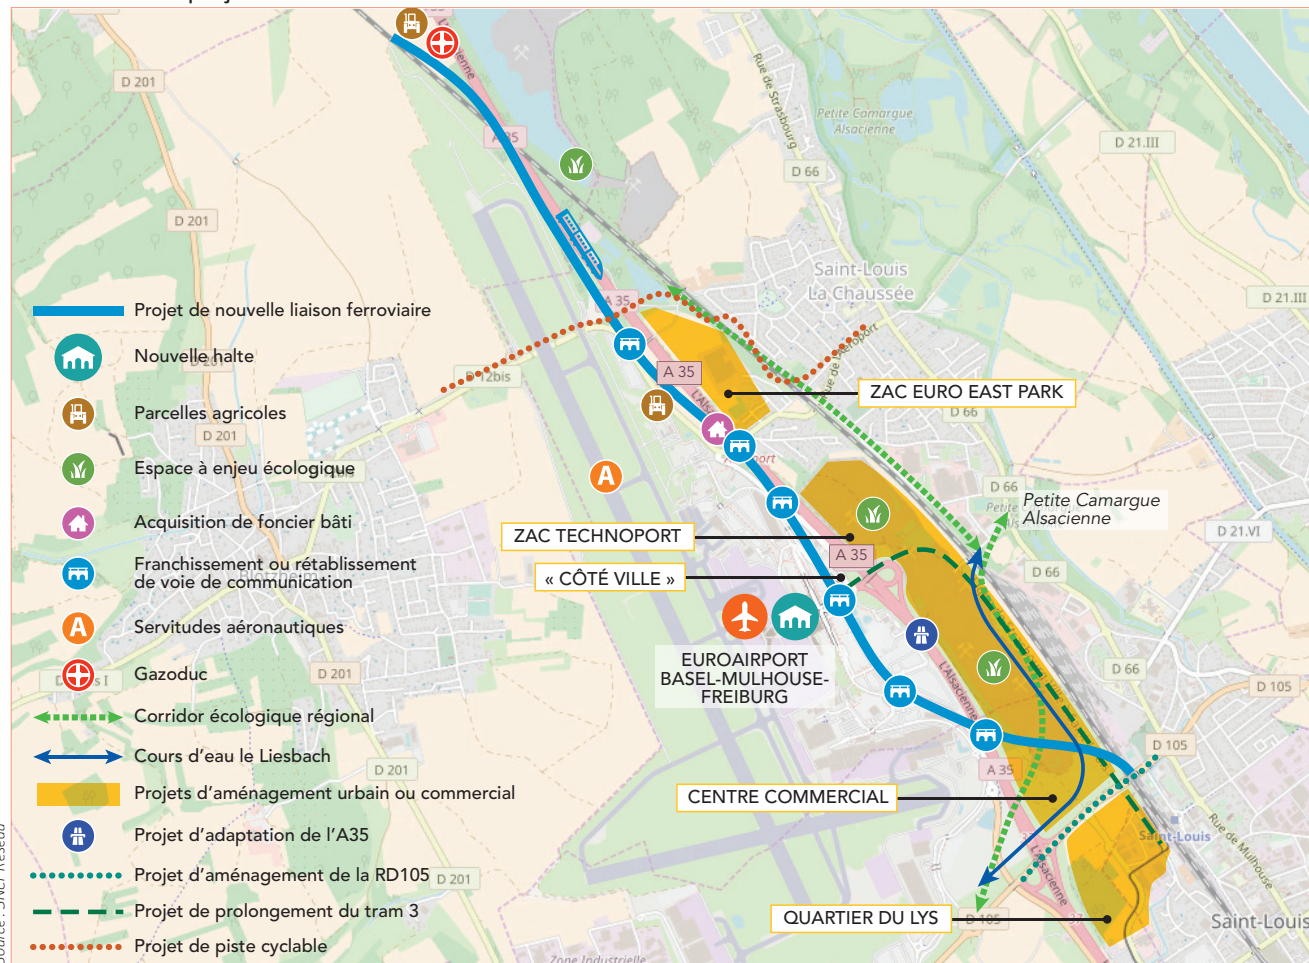 D 201
A 35
Rue de Strasbourg
Petite Camargue
Alsacienne
D 21.III
D 66
D 201
Saint-Louis
La Chaussée
D 21.III
A 35
Projet de nouvelle liaison ferroviaire
Nouvelle halte
D 201
D 12bis
A 35
ZAC EURO EAST PARK
D 66
Parcelles agricoles
D 201
Espace à enjeu écologique
A
D 66
Petite Camargue
Alsacienne
D 21.VI
Acquisition de foncier bâti
ZAC TECHNOPORT
A 35
Franchissement ou rétablissement
de voie de communication
« CÔTÉ VILLE »
D 66
A
Servitudes aéronautiques
EUROAIRPORT
BASEL-MULHOUSE-
FREIBURG
L'Alsacienne
D 66
D 105
Gazoduc
D 201
Corridor écologique régional
D 105
Cours d'eau le Liesbach
D 201
A 35
Projets d'aménagement urbain ou commercial
CENTRE COMMERCIAL
Projet d'adaptation de l'A35
Saint-Louis
Rue de Mulhouse
Projet d'aménagement de la RD105
D 201
L'Alsacienne
Projet de prolongement du tram 3
QUARTIER DU LYS
D 105
37
Saint-Louis
Projet de piste cyclable
Zone Industrielle
Source : SNCF Réseau